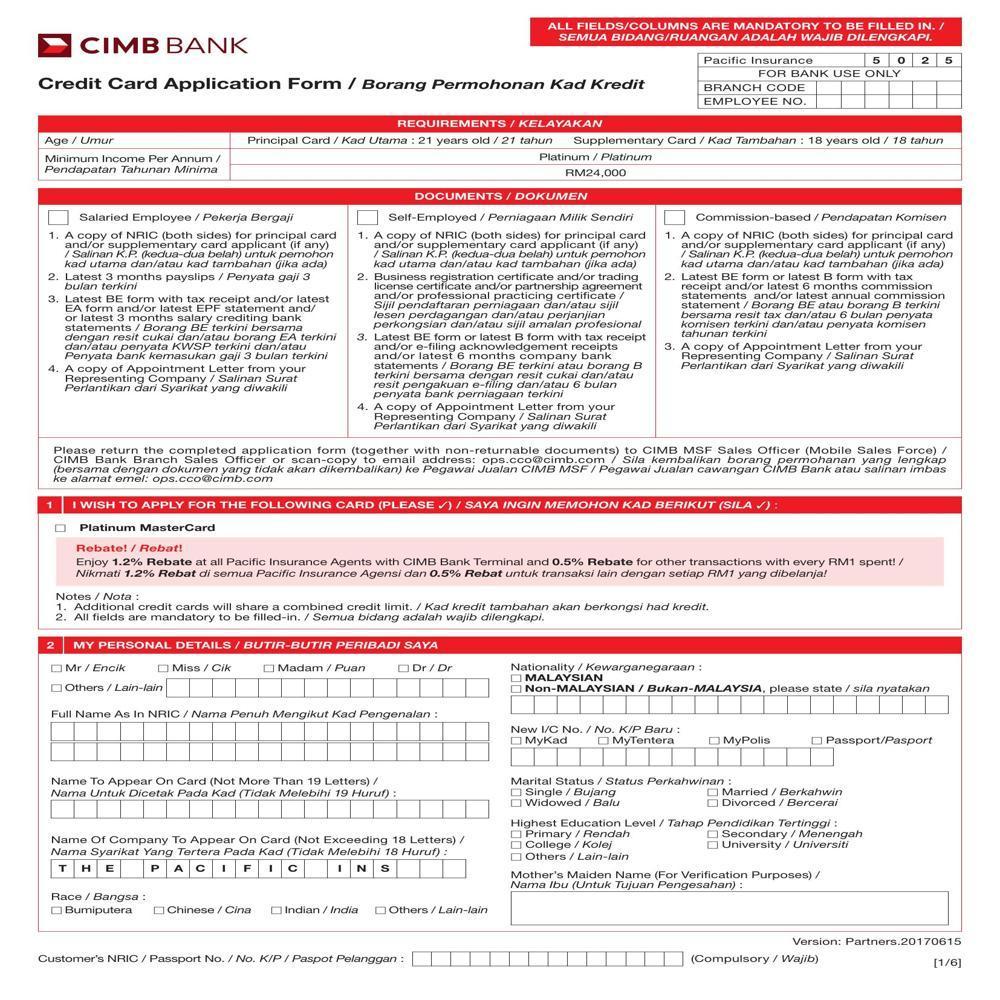 ALL FIELDS/COLUMNS ARE MANDATORY TO BE FILLED IN. /
SEMUA BIDANG/RUANGAN ADALAH WAJIB DILENGKAPI.
CIMB BANK
Credit Card Application Form / Borang Permohonan Kad Kredit
Pacific Insurance 5 0 2 5
FOR BANK USE ONLY
BRANCH CODE
EMPLOYEE NO.
REQUIREMENTS / KELAYAKAN
Age / Umur
Principal Card / Kad Utama : 21 years old / 21 tahun Supplementary Card / Kad Tambahan : 18 years old / 18 tahun
Minimum Income Per Annum /
Pendapatan Tahunan Minima
Platinum / Platinum
RM24,000
DOCUMENTS / DOKUMEN
Salaried Employee / Pekerja Bergaji
1. A copy of NRIC (both sides) for principal card
and/or supplementary card applicant (if any)
/ Salinan K.P. (kedua-dua belah) untuk pemohon
kad utama dan/atau kad tambahan (jika ada)
2. Latest 3 months payslips / Penyata gaji 3
bulan terkini
3. Latest BE form with tax receipt and/or latest
EA form and/or latest EPF statement and/
or latest 3 months salary crediting bank
statements / Borang BE terkini bersama
dengan resit cukai dan/atau borang EA terkini
dan/atau penyata KWSP terkini dan/atau
Penyata bank kemasukan gaji 3 bulan terkini
4. A copy of Appointment Letter from your
Representing Company / Salinan Surat
Perlantikan dari Syarikat yang diwakili
Self-Employed / Perniagaan Milik Sendiri
1. A copy of NRIC (both sides) for principal card
and/or supplementary card applicant (if any)
/ Salinan K.P. (kedua-dua belah) untuk pemohon
kad utama dan/atau kad tambahan (jika ada)
2. Business registration certificate and/or trading
license certificate and/or partnership agreement
and/or professional practicing certificate /
Sijil pendaftaran perniagaan dan/atau sijil
lesen perdagangan dan/atau perjanjian
perkongsian dan/atau sijil amalan profesional
3. Latest BE form or latest B form with tax receipt
and/or e-filing acknowledgement receipts
and/or latest 6 months company bank
statements / Borang BE terkini atau borang B
terkini bersama dengan resit cukai dan/atau
resit pengakuan e-filing dan/atau 6 bulan
penyata bank perniagaan terkini
4. A copy of Appointment Letter from your
Representing Company / Salinan Surat
Perlantikan dari Syarikat yang diwakili
Commission-based / Pendapatan Komisen
1. A copy of NRIC (both sides) for principal card
and/or supplementary card applicant (if any)
/ Salinan K.P. (kedua-dua belah) untuk pemohon
kad utama dan/atau kad tambahan (jika ada)
2. Latest BE form or latest B form with tax
receipt and/or latest 6 months commission
statements and/or latest annual commission
statement / Borang BE atau borang B terkini
bersama resit tax dan/atau 6 bulan penyata
komisen terkini dan/atau penyata komisen
tahunan terkini
3. A copy of Appointment Letter from your
Representing Company / Salinan Surat
Perlantikan dari Syarikat yang diwakili
Please return the completed application form (together with non-returnable documents) to CIMB MSF Sales Officer (Mobile Sales Force) /
CIMB Bank Branch Sales Officer or scan-copy to email address: ops.cco@cimb.com / Sila kembalikan borang permohonan yang lengkap
(bersama dengan dokumen yang tidak akan dikembalikan) ke Pegawai Jualan CIMB MSF / Pegawai Jualan cawangan CIMB Bank atau salinan imbas
ke alamat emel: ops.cco@cimb.com
1 I WISH TO APPLY FOR THE FOLLOWING CARD (PLEASE ✓) / SAYA INGIN MEMOHON KAD BERIKUT (SILA ✓) :
Platinum MasterCard
Rebate! / Rebat!
Enjoy 1.2% Rebate at all Pacific Insurance Agents with CIMB Bank Terminal and 0.5% Rebate for other transactions with every RM1 spent! /
Nikmati 1.2% Rebat di semua Pacific Insurance Agensi dan 0.5% Rebat untuk transaksi lain dengan setiap RM1 yang dibelanja!
Notes / Nota :
1. Additional credit cards will share a combined credit limit. / Kad kredit tambahan akan berkongsi had kredit.
2. All fields are mandatory to be filled-in. / Semua bidang adalah wajib dilengkapi.
2 MY PERSONAL DETAILS / BUTIR-BUTIR PERIBADI SAYA
Mr / Encik Miss / Cik Madam / Puan Dr / Dr
Others / Lain-lain
Full Name As In NRIC / Nama Penuh Mengikut Kad Pengenalan :
Name To Appear On Card (Not More Than 19 Letters) /
Nama Untuk Dicetak Pada Kad (Tidak Melebihi 19 Huruf) :
Name Of Company To Appear On Card (Not Exceeding 18 Letters) /
Nama Syarikat Yang Tertera Pada Kad (Tidak Melebihi 18 Huruf) :
T H E P A C I F I C I N S
Race / Bangsa :
Bumiputera Chinese / Cina Indian / India Others / Lain-lain
Nationality / Kewarganegaraan :
MALAYSIAN
Non-MALAYSIAN / Bukan-MALAYSIA, please state / sila nyatakan
New I/C No. / No. K/P Baru :
MyKad MyTentera MyPolis Passport/Pasport
Marital Status / Status Perkahwinan :
Single / Bujang Married / Berkahwin
Widowed / Balu Divorced / Bercerai
Highest Education Level / Tahap Pendidikan Tertinggi :
Primary / Rendah Secondary / Menengah
College / Kolej University / Universiti
Others / Lain-lain
Mother's Maiden Name (For Verification Purposes) /
Nama Ibu (Untuk Tujuan Pengesahan) :
Version: Partners.20170615
Customer's NRIC / Passport No. / No. K/P / Paspot Pelanggan : (Compulsory / Wajib)
[1/6]